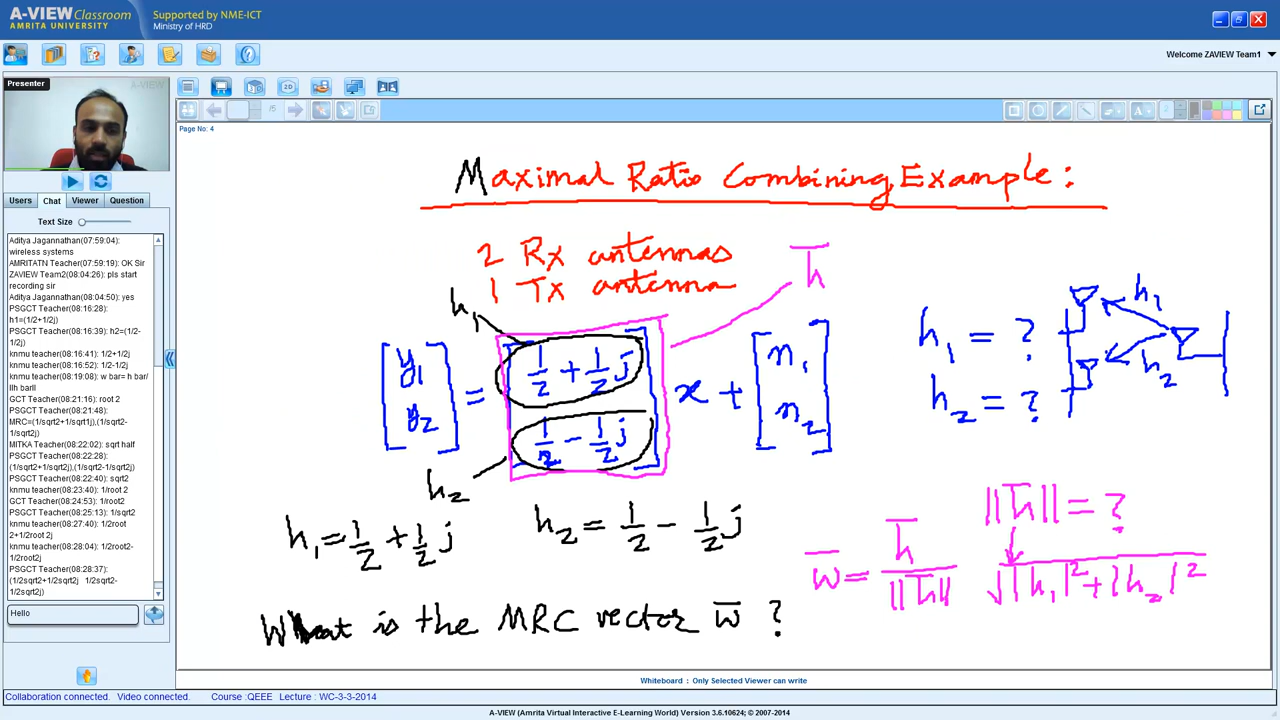 A-VIEW Classroom
AMRITA UNIVERSITY
Supported by NME-ICT
Ministry of HRD
Welcome ZAVIEW Team1
Presenter
A-VIEW
Users
Chat
Viewer
Question
Text Size
Aditya Jagannathan(07:59:04):
wireless systems
AMRITATN Teacher(07:59:19): OK Sir
ZAVIEW Team2(08:04:26): pls start
recording sir
Aditya Jagannathan(08:04:50): yes
PSGCT Teacher(08:16:28):
h1=(1/2+1/2j)
PSGCT Teacher(08:16:39): h2=(1/2-
1/2j)
knmu teacher(08:16:41): 1/2+1/2j
knmu teacher(08:16:52): 1/2-1/2j
knmu teacher(08:19:08): w bar= h bar/
llh barll
GCT Teacher(08:21:16): root 2
PSGCT Teacher(08:21:48):
MRC=(1/sqrt2+1/sqrt1j),(1/sqrt-
1/sqrt2j)
MITKA Teacher(08:22:02): sqrt half
PSGCT Teacher(08:22:28):
(1/sqrt2+1/sqrt2j),(1/sqrt2-1/sqrt2j)
PSGCT Teacher(08:22:40): sqrt2
knmu teacher(08:23:40): 1/root 2
GCT Teacher(08:24:53): 1/root2
PSGCT Teacher(08:25:13): 1/sqrt2
knmu teacher(08:27:40): 1/2root
2+1/2root 2j
knmu teacher(08:28:04): 1/2root2-
1/2root2j
PSGCT Teacher(08:28:37):
(1/2sqrt2+1/2sqrt2j 1/2sqrt2-
1/2sqrt2j)
Hello
2D
/5
Page No: 4
Maximal Ratio Combining Example:
2 Rx antennas
1 Tx antenna
h̅
h₁
[y₁ y₂] = [1/2 + 1/2 j 1/2 - 1/2 j] x + [n₁ n₂]
h₂
h₁ = ?
h₂ = ?
h₁
h₂
h₁ = 1/2 + 1/2 j
h₂ = 1/2 - 1/2 j
||h̅|| = ?
w̅ = h̅ / ||h̅||
√|h₁|² + |h₂|²
What is the MRC vector w̅ ?
Whiteboard : Only Selected Viewer can write
Collaboration connected. Video connected. Course :QEEE Lecture : WC-3-3-2014
A-VIEW (Amrita Virtual Interactive E-Learning World) Version 3.6.10624; © 2007-2014